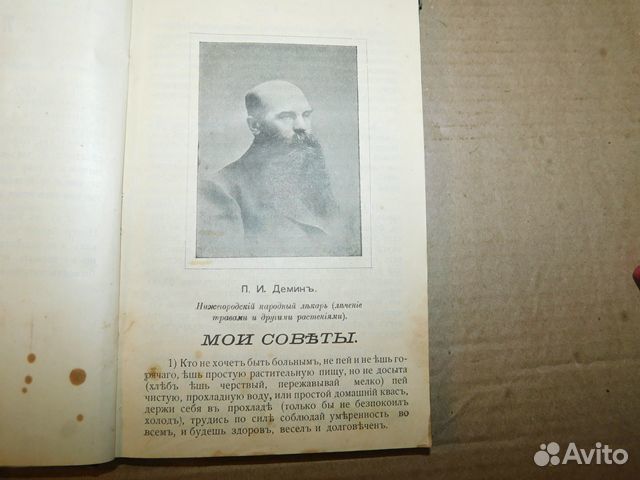 П. И. Деминъ.
Нижегородскій народный лѣкарь (лѣченіе
травами и другими растеніями).
МОИ СОВѢТЫ.
1) Кто не хочетъ быть больнымъ, не пей и не ѣшь го-
рячаго, ѣшь простую растительную пищу, но не досыта
(хлѣбъ ѣшь черствый, пережавывай мелко) пей
чистую, прохладную воду, или простой домашній квасъ,
держи себя в прохладѣ (только бы не безпокоилъ
холодъ), трудись по силѣ соблюдай умѣренность во
всемъ, и будешь здоровъ, веселъ и долговѣченъ.
Avito